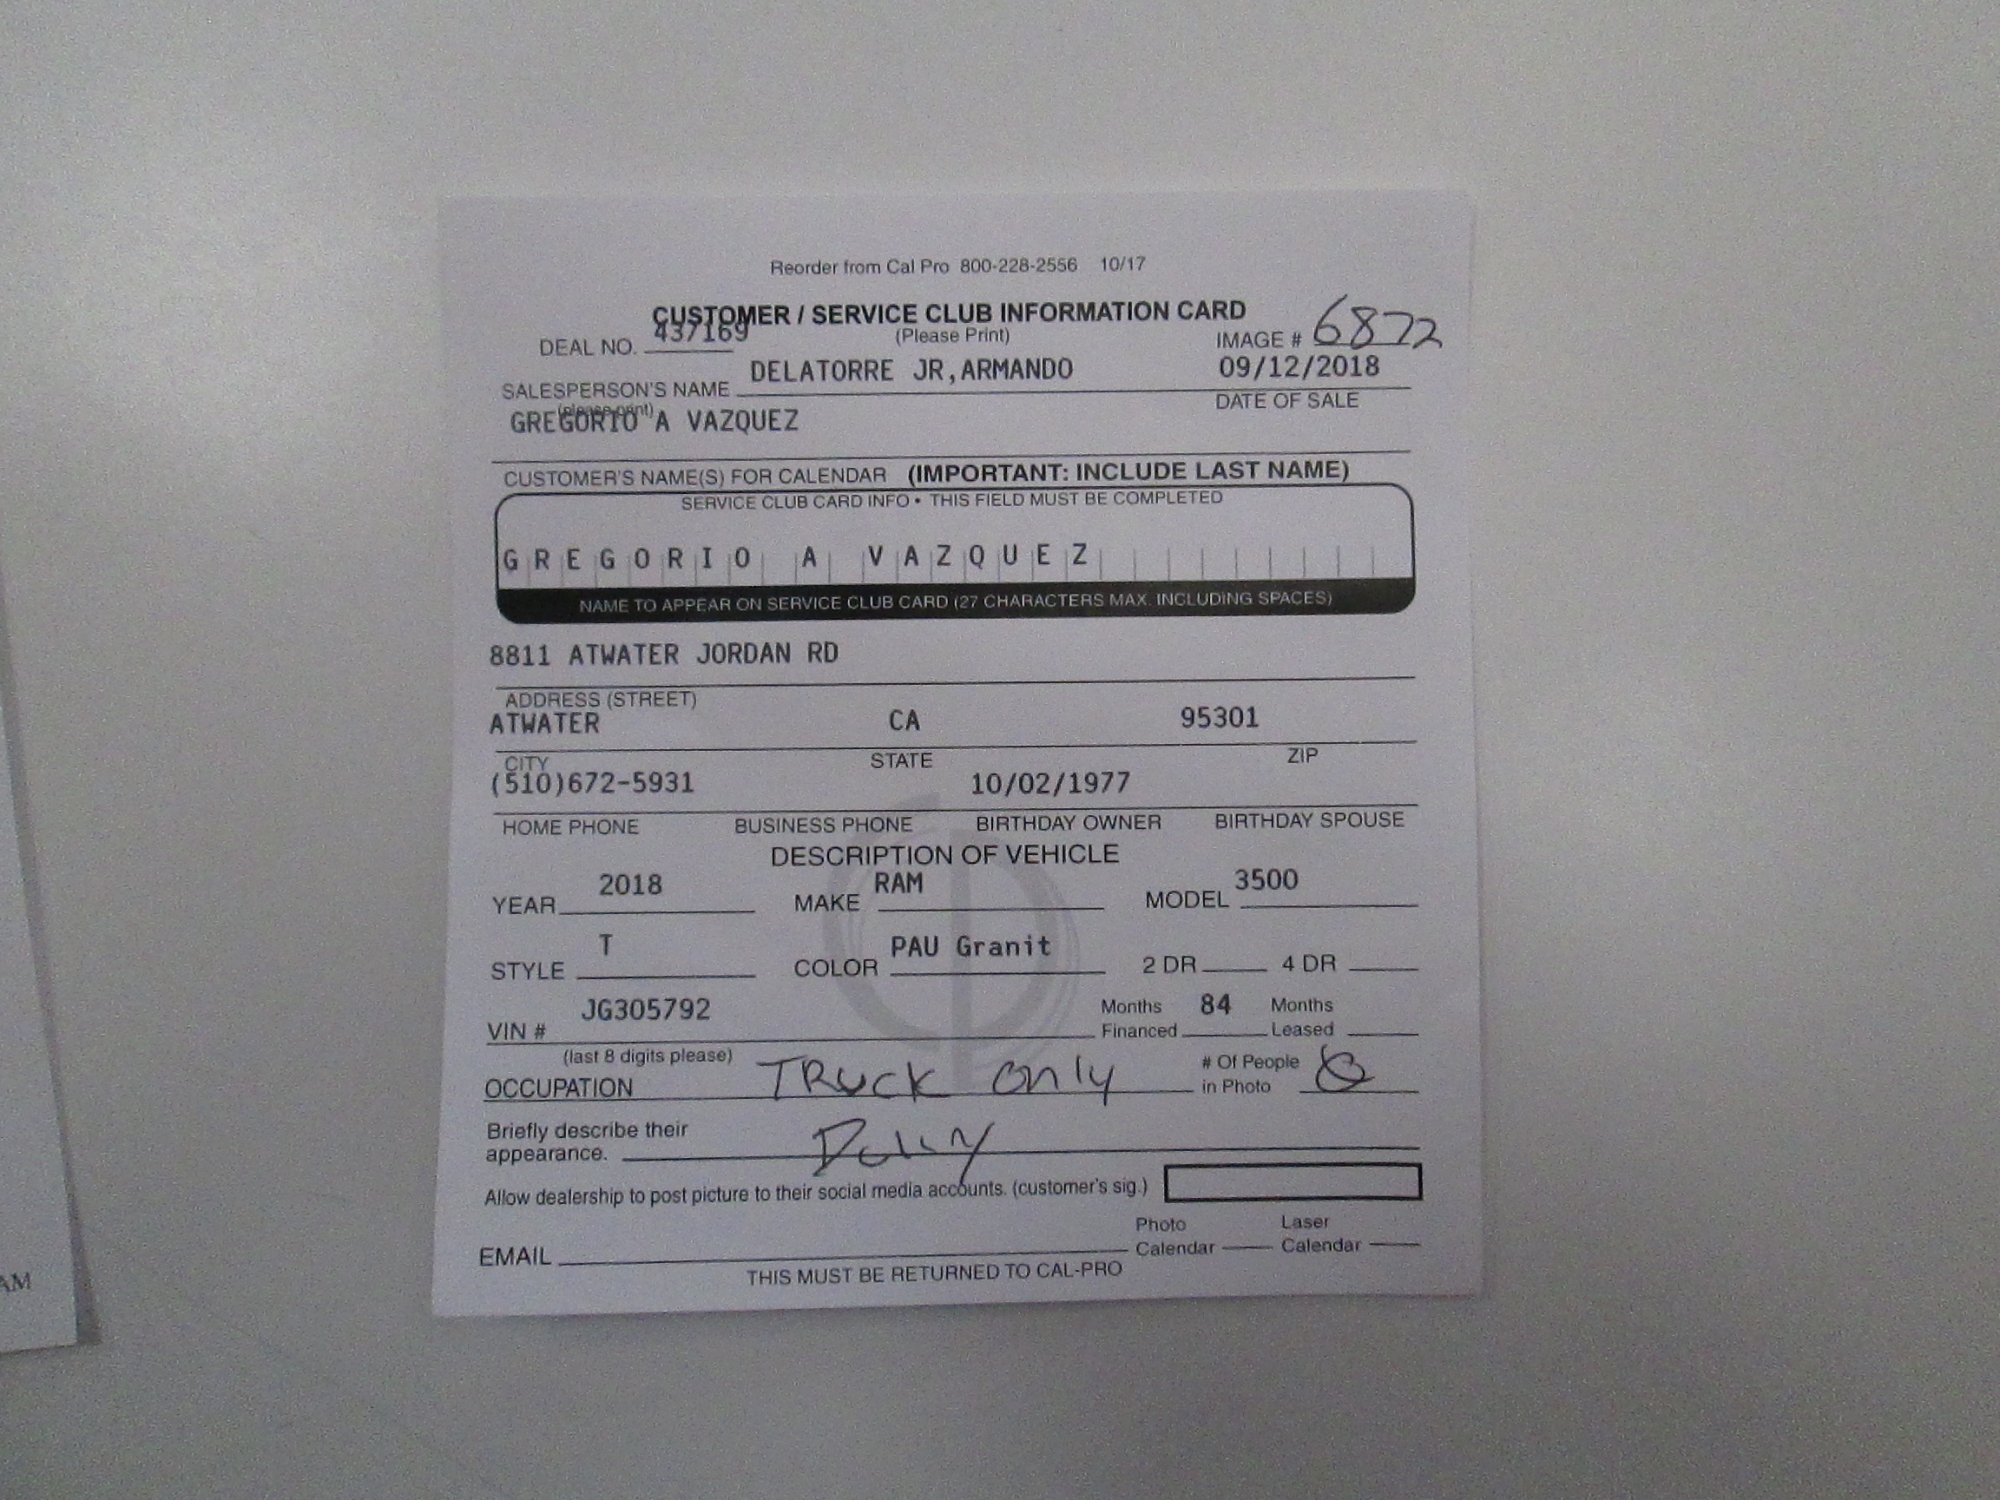 Reorder from Cal Pro 800-228-2556 10/17
CUSTOMER / SERVICE CLUB INFORMATION CARD
DEAL NO. 437169 (Please Print) IMAGE # 6872
SALESPERSON'S NAME DELATORRE JR,ARMANDO 09/12/2018
(please print) DATE OF SALE
GREGORIO A VAZQUEZ
CUSTOMER'S NAME(S) FOR CALENDAR (IMPORTANT: INCLUDE LAST NAME)
SERVICE CLUB CARD INFO • THIS FIELD MUST BE COMPLETED
GREGORIO A VAZQUEZ
NAME TO APPEAR ON SERVICE CLUB CARD (27 CHARACTERS MAX. INCLUDING SPACES)
8811 ATWATER JORDAN RD
ADDRESS (STREET)
ATWATER CA 95301
CITY STATE ZIP
(510)672-5931 10/02/1977
HOME PHONE BUSINESS PHONE BIRTHDAY OWNER BIRTHDAY SPOUSE
DESCRIPTION OF VEHICLE
YEAR 2018 MAKE RAM MODEL 3500
STYLE T COLOR PAU Granit 2 DR 4 DR
VIN # JG305792 Months Financed 84 Months Leased
(last 8 digits please)
OCCUPATION TRUCK Only # Of People in Photo
Briefly describe their
appearance.
Allow dealership to post picture to their social media accounts. (customer's sig.)
EMAIL Photo Calendar Laser Calendar
THIS MUST BE RETURNED TO CAL-PRO
AM